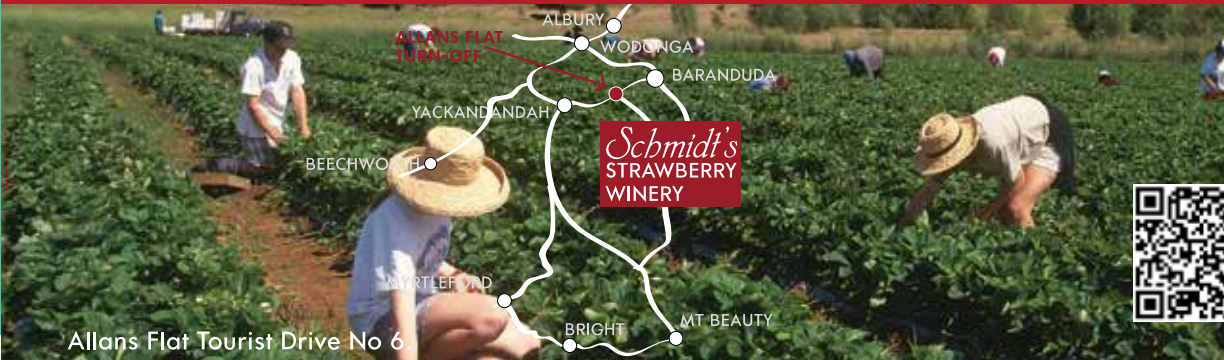 ALBURY
ALLANS FLAT
TURN-OFF
WODONGA
BARANDUDA
YACKANDANDAH
Schmidt's
STRAWBERRY
WINERY
BEECHWORTH
MYRTLEFORD
BRIGHT
MT BEAUTY
Allans Flat Tourist Drive No 6.